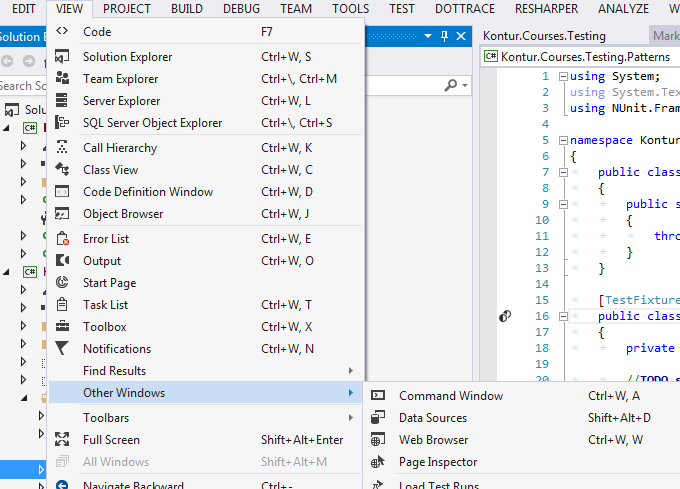 EDIT VIEW PROJECT BUILD DEBUG TEAM TOOLS TEST DOTTRACE RESHARPER ANALYZE W
Solution E
Search So
Solu
Code F7
Solution Explorer Ctrl+W, S
Team Explorer Ctrl+\, Ctrl+M
Server Explorer Ctrl+W, L
SQL Server Object Explorer Ctrl+\, Ctrl+S
Call Hierarchy Ctrl+W, K
Class View Ctrl+W, C
Code Definition Window Ctrl+W, D
Object Browser Ctrl+W, J
Error List Ctrl+W, E
Output Ctrl+W, O
Start Page
Task List Ctrl+W, T
Toolbox Ctrl+W, X
Notifications Ctrl+W, N
Find Results
Other Windows
Toolbars
Full Screen Shift+Alt+Enter
All Windows Shift+Alt+M
Navigate Backward Ctrl+-
Command Window Ctrl+W, A
Data Sources Shift+Alt+D
Web Browser Ctrl+W, W
Page Inspector
Load Test Runs
Kontur.Courses.Testing Mark
C# Kontur.Courses.Testing.Patterns
1 using System;
2 using System.Tex
3 using NUnit.Fram
4
5 namespace Kontur
6 {
7 public class
8 {
9 public s
10 {
11 thro
12 }
13 }
14
15 [TestFixture
16 public class
17 {
18 private
19
20 //TODO s